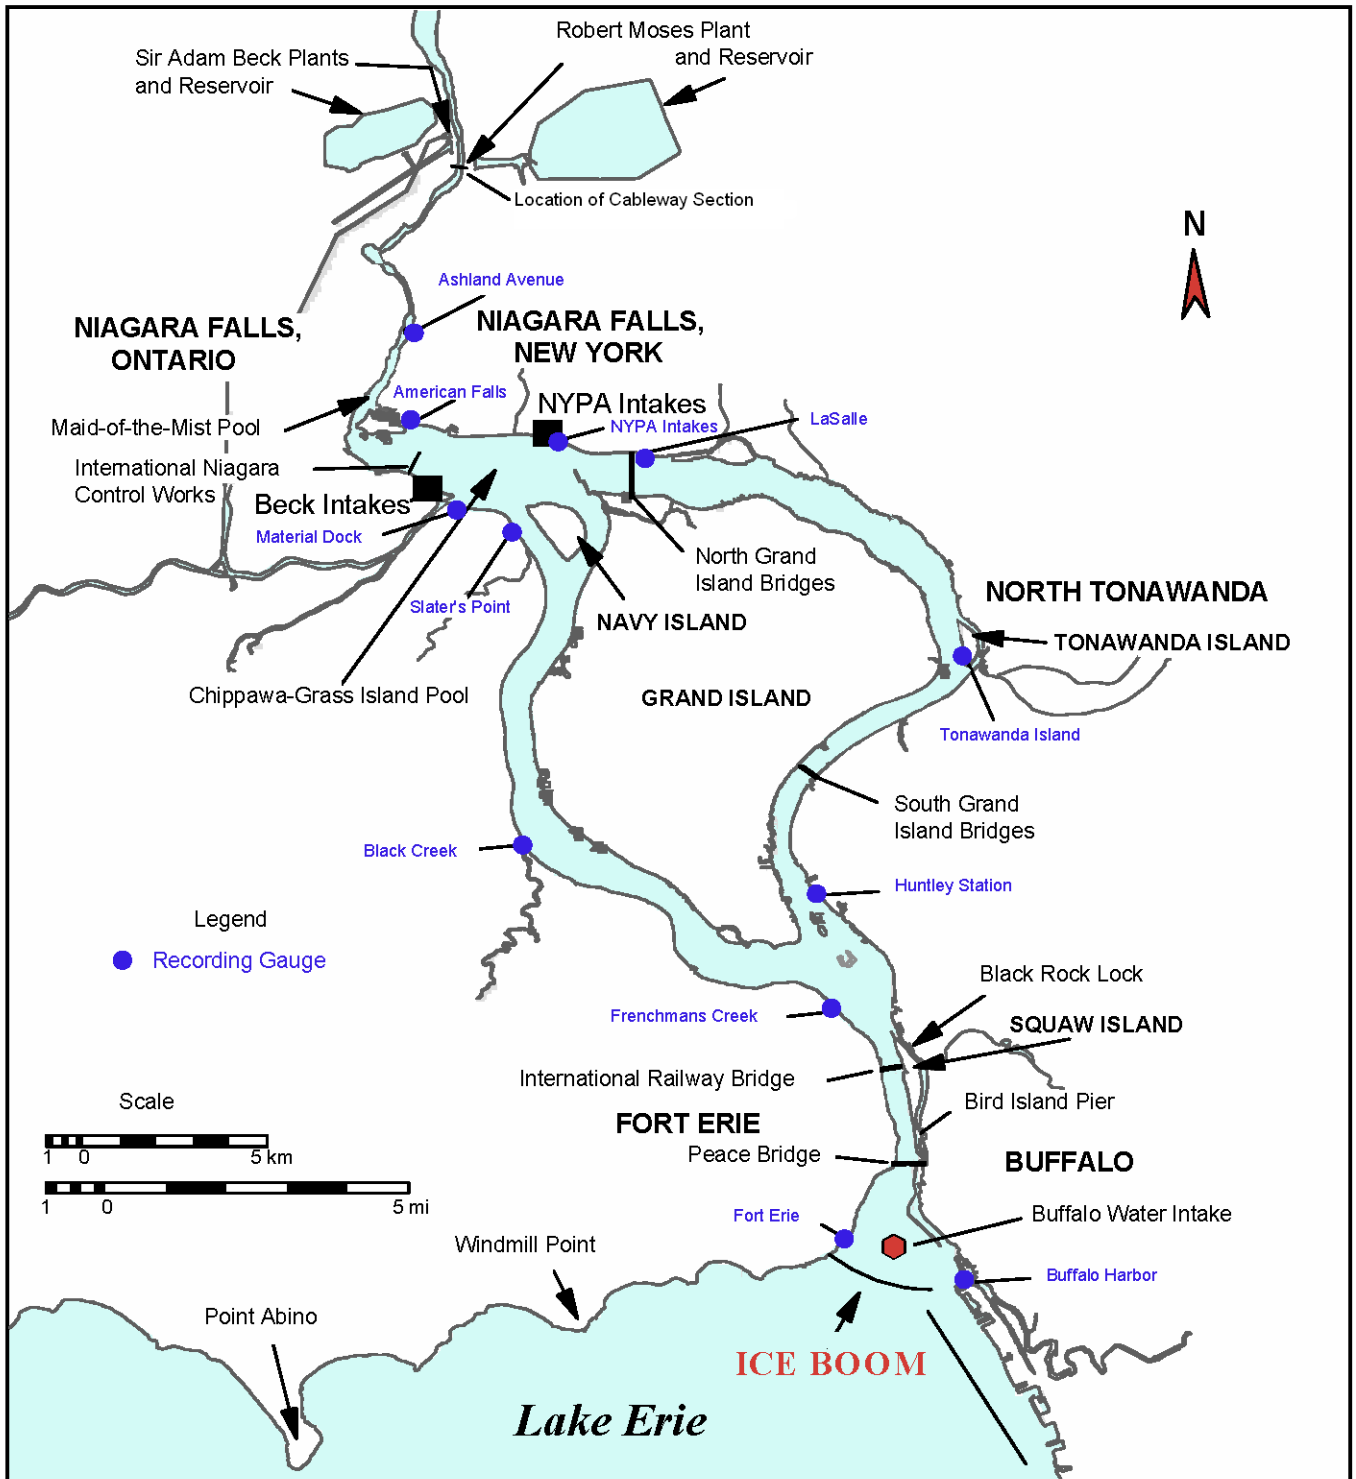 Robert Moses Plant
and Reservoir
Sir Adam Beck Plants
and Reservoir
Location of Cableway Section
N
Ashland Avenue
NIAGARA FALLS,
ONTARIO
NIAGARA FALLS,
NEW YORK
American Falls
NYPA Intakes
NYPA Intakes
LaSalle
Maid-of-the-Mist Pool
International Niagara
Control Works
Beck Intakes
Material Dock
North Grand
Island Bridges
NORTH TONAWANDA
Slater's Point
NAVY ISLAND
TONAWANDA ISLAND
Chippawa-Grass Island Pool
GRAND ISLAND
Tonawanda Island
South Grand
Island Bridges
Black Creek
Huntley Station
Legend
Recording Gauge
Black Rock Lock
Frenchmans Creek
SQUAW ISLAND
International Railway Bridge
Scale
Bird Island Pier
FORT ERIE
Peace Bridge
BUFFALO
1 0 5 km
1 0 5 mi
Fort Erie
Buffalo Water Intake
Windmill Point
Buffalo Harbor
Point Abino
ICE BOOM
Lake Erie